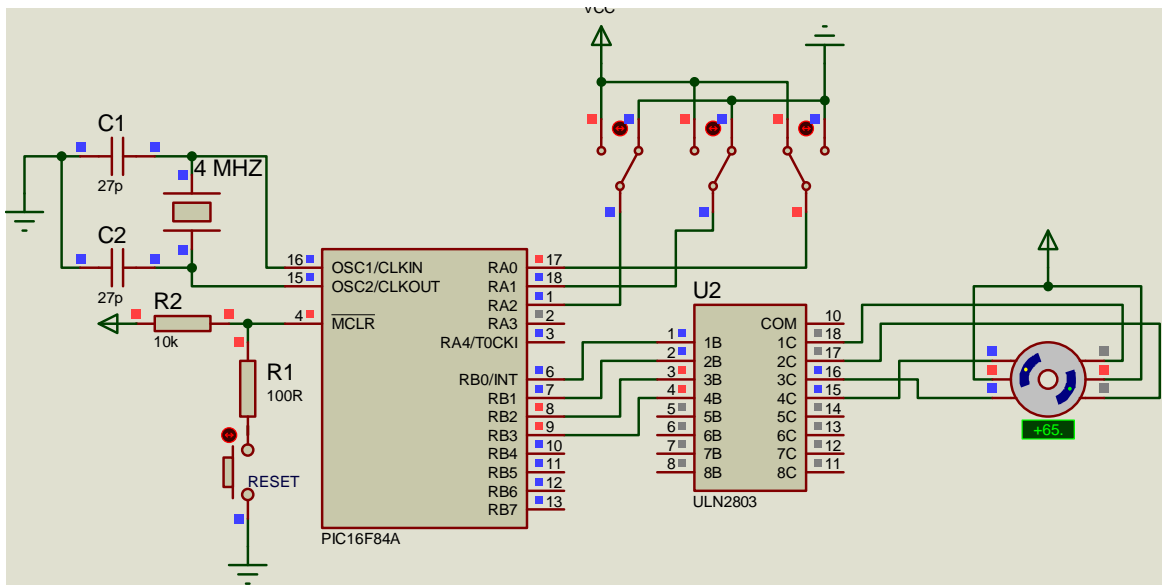 VCC
C1
27p
4 MHZ
C2
27p
R2
10k
R1
100R
RESET
16 OSC1/CLKIN
15 OSC2/CLKOUT
4 MCLR
RA0 17
RA1 18
RA2 1
RA3 2
RA4/T0CKI 3
RB0/INT 6
RB1 7
RB2 8
RB3 9
RB4 10
RB5 11
RB6 12
RB7 13
PIC16F84A
U2
COM 10
1 1B 1C 18
2 2B 2C 17
3 3B 3C 16
4 4B 4C 15
5 5B 5C 14
6 6B 6C 13
7 7B 7C 12
8 8B 8C 11
ULN2803
+65.